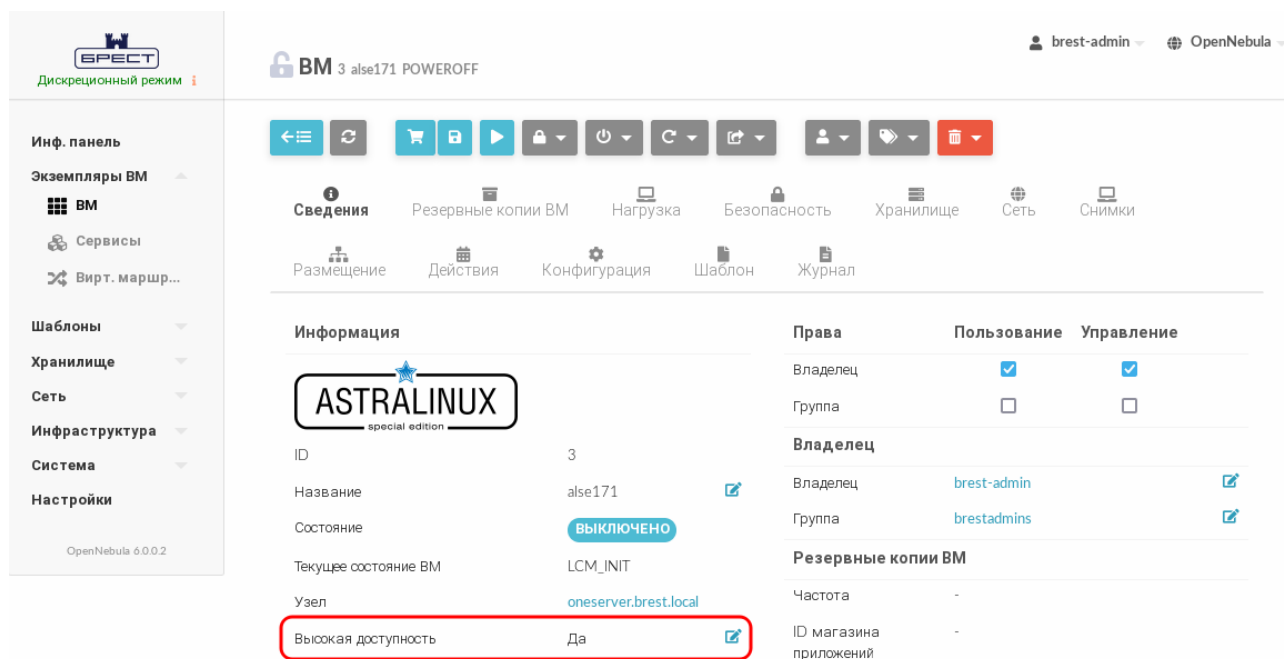 БРЕСТ
Дискреционный режим i
ВМ 3 alse171 POWEROFF
brest-admin
OpenNebula
Инф. панель
Экземпляры ВМ
ВМ
Сервисы
Вирт. маршр...
Шаблоны
Хранилище
Сеть
Инфраструктура
Система
Настройки
OpenNebula 6.0.0.2
Сведения Резервные копии ВМ Нагрузка Безопасность Хранилище Сеть Снимки
Размещение Действия Конфигурация Шаблон Журнал
Информация
ASTRALINUX
special edition
ID 3
Название alse171
Состояние ВЫКЛЮЧЕНО
Текущее состояние ВМ LCM_INIT
Узел oneserver.brest.local
Высокая доступность Да
Права Пользование Управление
Владелец
Группа
Владелец
Владелец brest-admin
Группа brestadmins
Резервные копии ВМ
Частота -
ID магазина -
приложений